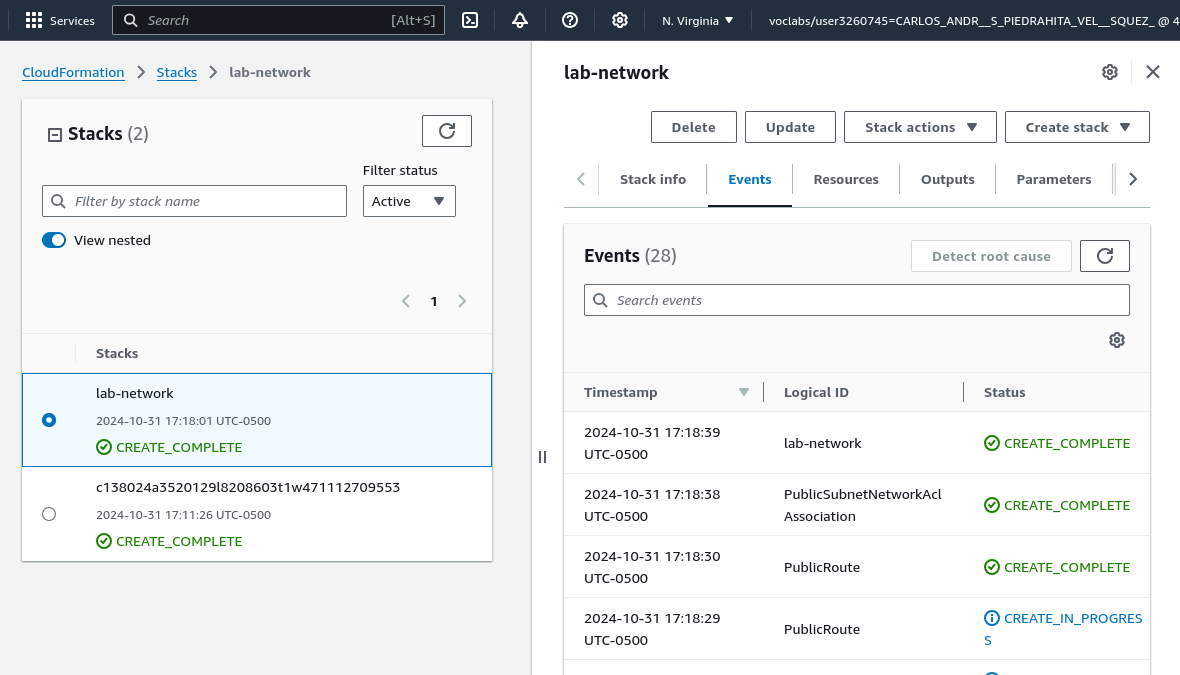 Services
Search [Alt+S]
N. Virginia
voclabs/user3260745=CARLOS_ANDR__S_PIEDRAHITA_VEL__SQUEZ_ @ 4
CloudFormation
Stacks
lab-network
Stacks (2)
Filter status
Filter by stack name
Active
View nested
1
Stacks
lab-network
2024-10-31 17:18:01 UTC-0500
CREATE_COMPLETE
c138024a3520129l8208603t1w471112709553
2024-10-31 17:11:26 UTC-0500
CREATE_COMPLETE
lab-network
Delete
Update
Stack actions
Create stack
Stack info
Events
Resources
Outputs
Parameters
Events (28)
Detect root cause
Search events
Timestamp
Logical ID
Status
2024-10-31 17:18:39
UTC-0500
lab-network
CREATE_COMPLETE
2024-10-31 17:18:38
UTC-0500
PublicSubnetNetworkAcl
Association
CREATE_COMPLETE
2024-10-31 17:18:30
UTC-0500
PublicRoute
CREATE_COMPLETE
2024-10-31 17:18:29
UTC-0500
PublicRoute
CREATE_IN_PROGRES
S